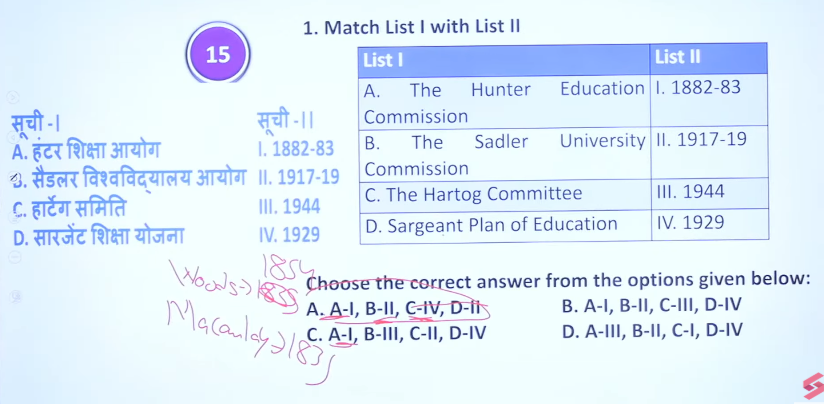 1. Match List I with List II
15
List I List II
A. The Hunter Education Commission I. 1882-83
B. The Sadler University Commission II. 1917-19
C. The Hartog Committee III. 1944
D. Sargeant Plan of Education IV. 1929
सूची -I सूची -II
A. हंटर शिक्षा आयोग I. 1882-83
B. सैडलर विश्वविद्यालय आयोग II. 1917-19
C. हार्टेग समिति III. 1944
D. सारजेंट शिक्षा योजना IV. 1929
1854
Woods→ 1835
Macaulay→1835
Choose the correct answer from the options given below:
A. A-I, B-II, C-IV, D-II B. A-I, B-II, C-III, D-IV
C. A-I, B-III, C-II, D-IV D. A-III, B-II, C-I, D-IV